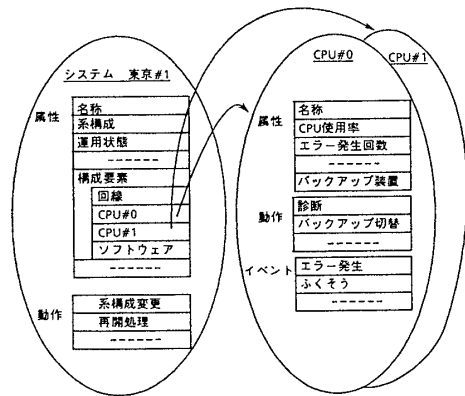 システム 東京#1
属性
名称
系構成
運用状態
------
構成要素
回線
CPU#0
CPU#1
ソフトウェア
------
動作
系構成変更
再開処理
------
CPU#0
CPU#1
属性
名称
CPU使用率
エラー発生回数
------
バックアップ装置
動作
診断
バックアップ切替
------
イベント
エラー発生
ふくそう
------